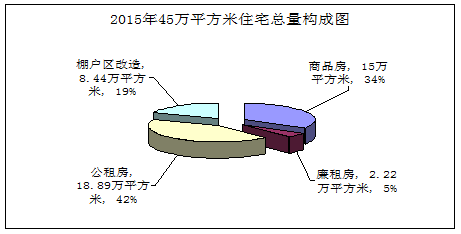 2015年45万平方米住宅总量构成图
棚户区改造,
8.44万平方
米, 19%
商品房, 15万
平方米, 34%
公租房,
18.89万平方
米, 42%
廉租房, 2.22
万平方米, 5%